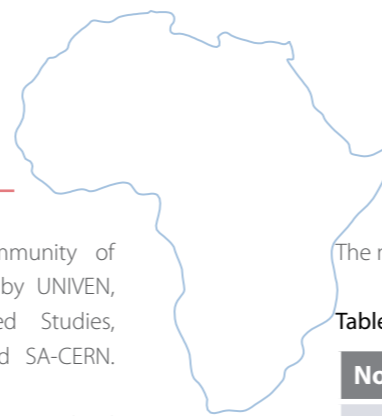 mmunity of
by UNIVEN,
ed Studies,
d SA-CERN.
The
Table
No